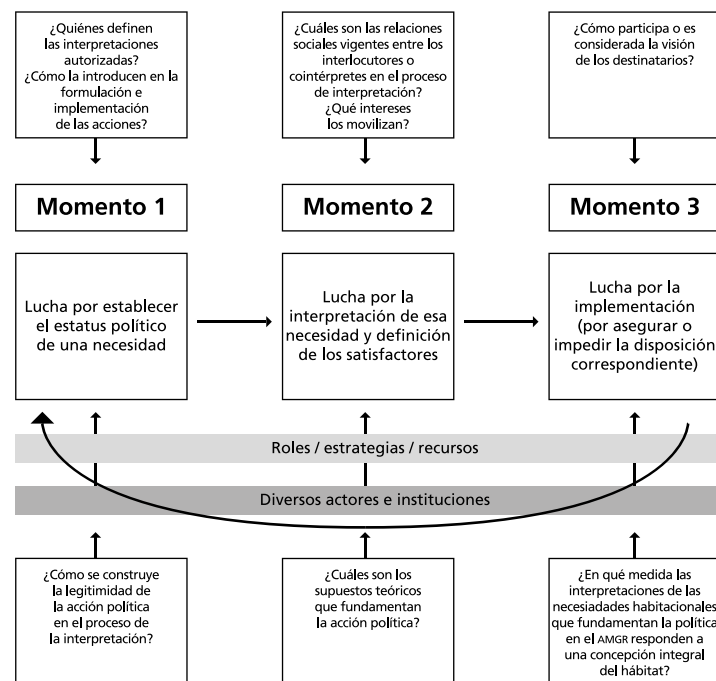 ¿Quiénes definen
las interpretaciones
autorizadas?
¿Cómo la introducen en la
formulación e
implementación
de las acciones?
¿Cuáles son las relaciones
sociales vigentes entre los
interlocutores o
cointérpretes en el proceso
de interpretación?
¿Qué intereses
los movilizan?
¿Cómo participa o es
considerada la visión
de los destinatarios?
Momento 1
Momento 2
Momento 3
Lucha por establecer
el estatus político
de una necesidad
Lucha por la
interpretación de esa
necesidad y definición
de los satisfactores
Lucha por la
implementación
(por asegurar o
impedir la disposición
correspondiente)
Roles / estrategias / recursos
Diversos actores e instituciones
¿Cómo se construye
la legitimidad de
la acción política
en el proceso de
la interpretación?
¿Cuáles son los
supuestos teóricos
que fundamentan
la acción política?
¿En qué medida las
interpretaciones de las
necesiadades habitacionales
que fundamentan la política
en el AMGR responden a
una concepción integral
del hábitat?